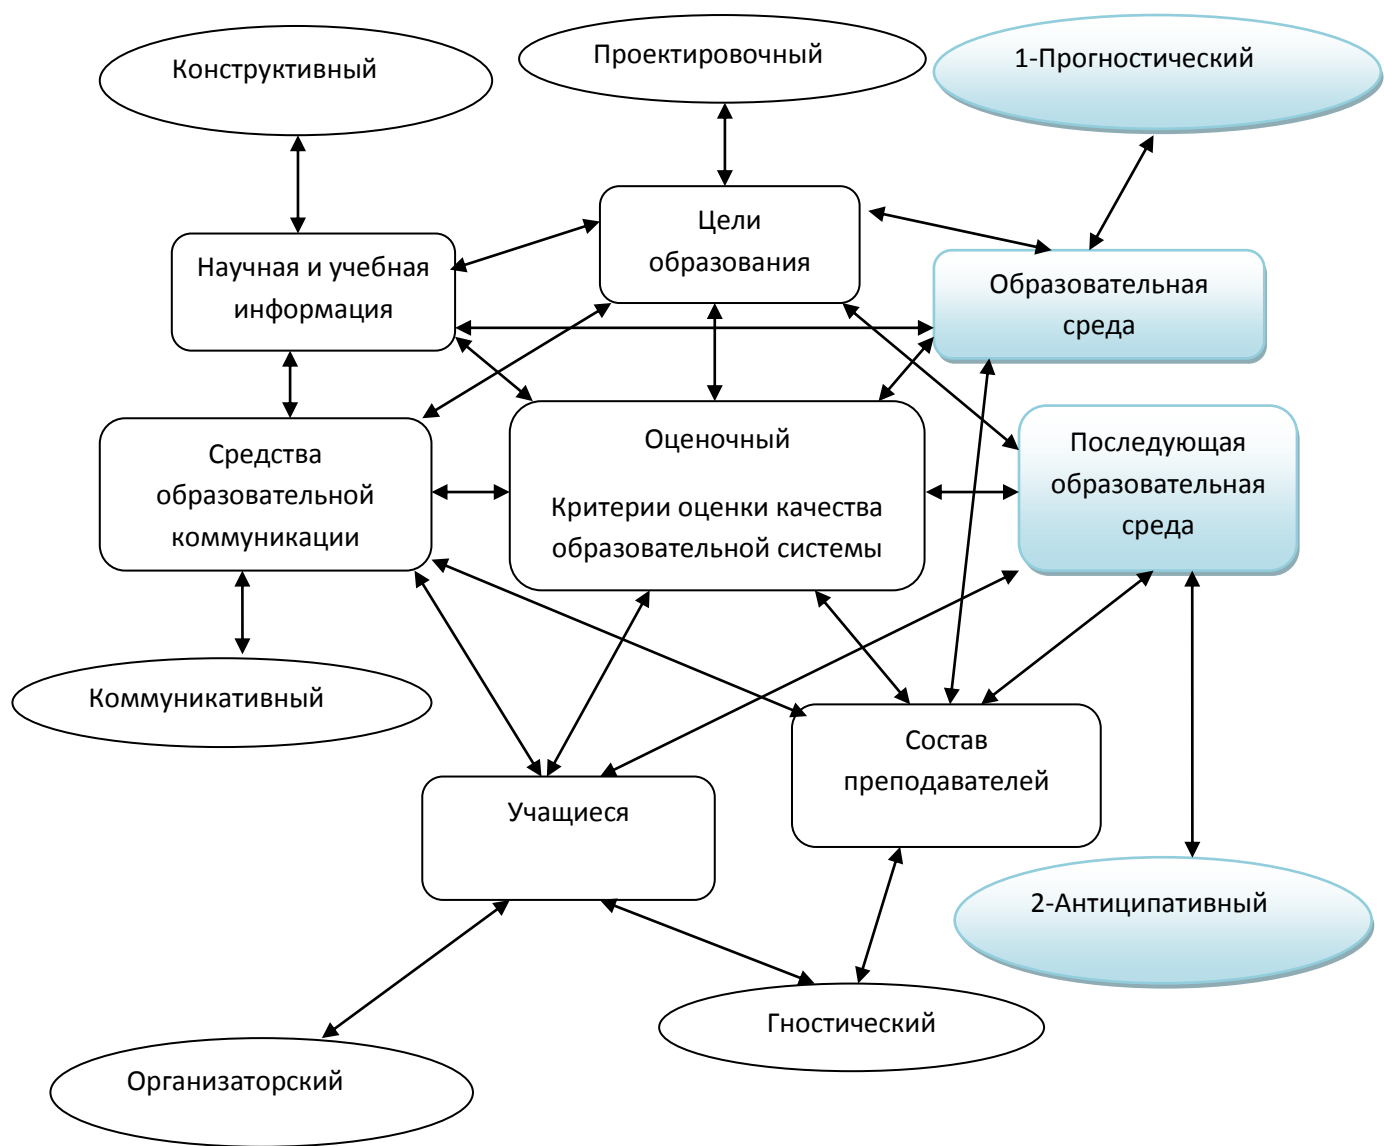 Конструктивный
Проектировочный
1-Прогностический
Цели
образования
Научная и учебная
информация
Образовательная
среда
Средства
образовательной
коммуникации
Оценочный
Критерии оценки качества
образовательной системы
Последующая
образовательная
среда
Коммуникативный
Состав
преподавателей
Учащиеся
2-Антиципативный
Гностический
Организаторский